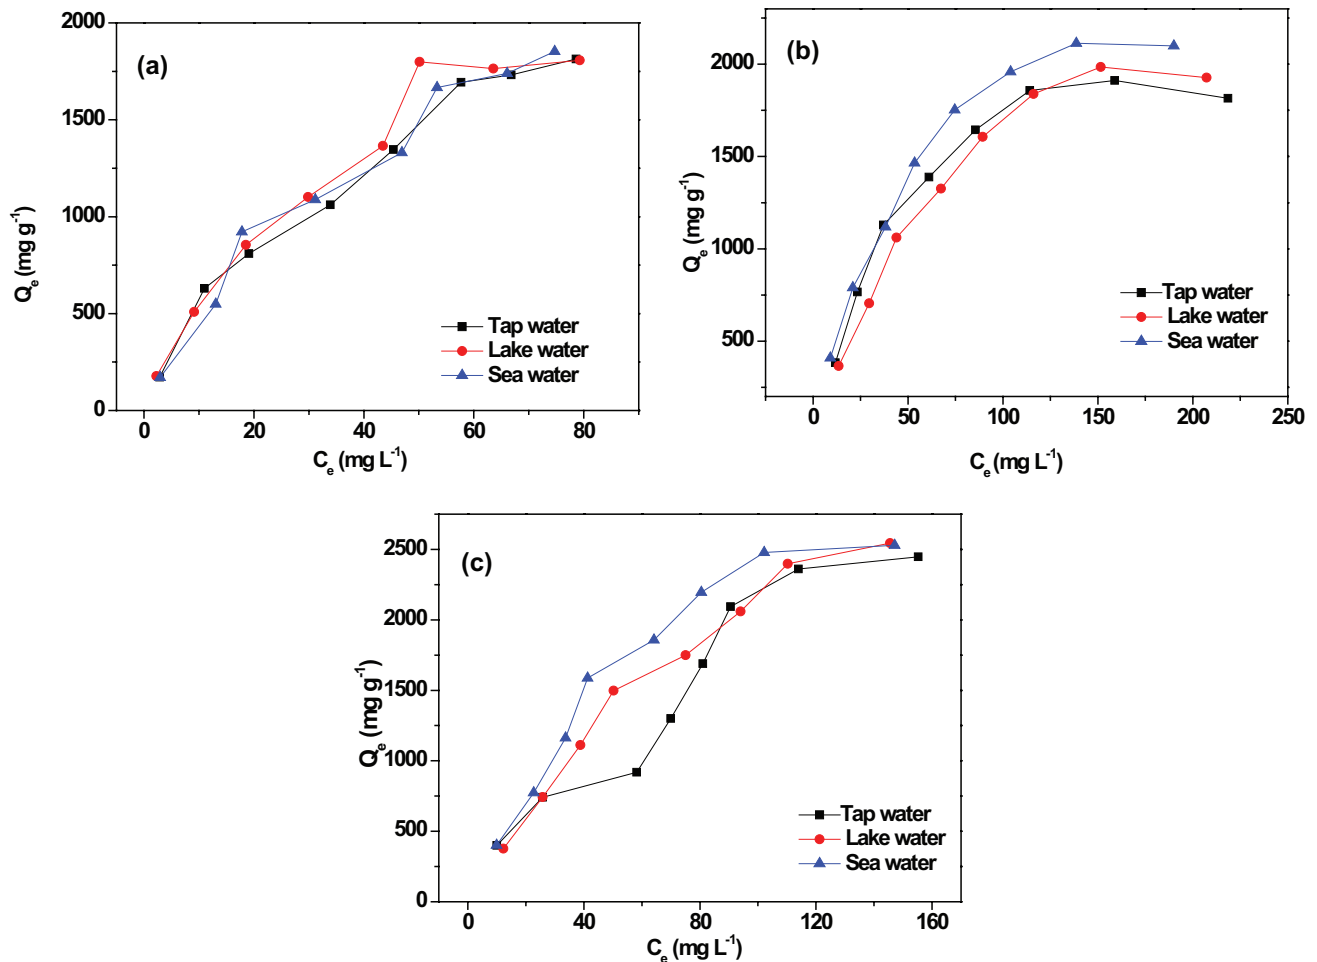 (a)
2000
1500
1000
500
0
Qe (mg g-1)
0 20 40 60 80
Ce (mg L-1)
Tap water
Lake water
Sea water
(b)
2000
1500
1000
500
Qe (mg g-1)
0 50 100 150 200 250
Ce (mg L-1)
Tap water
Lake water
Sea water
(c)
2500
2000
1500
1000
500
0
Qe (mg g-1)
0 40 80 120 160
Ce (mg L-1)
Tap water
Lake water
Sea water